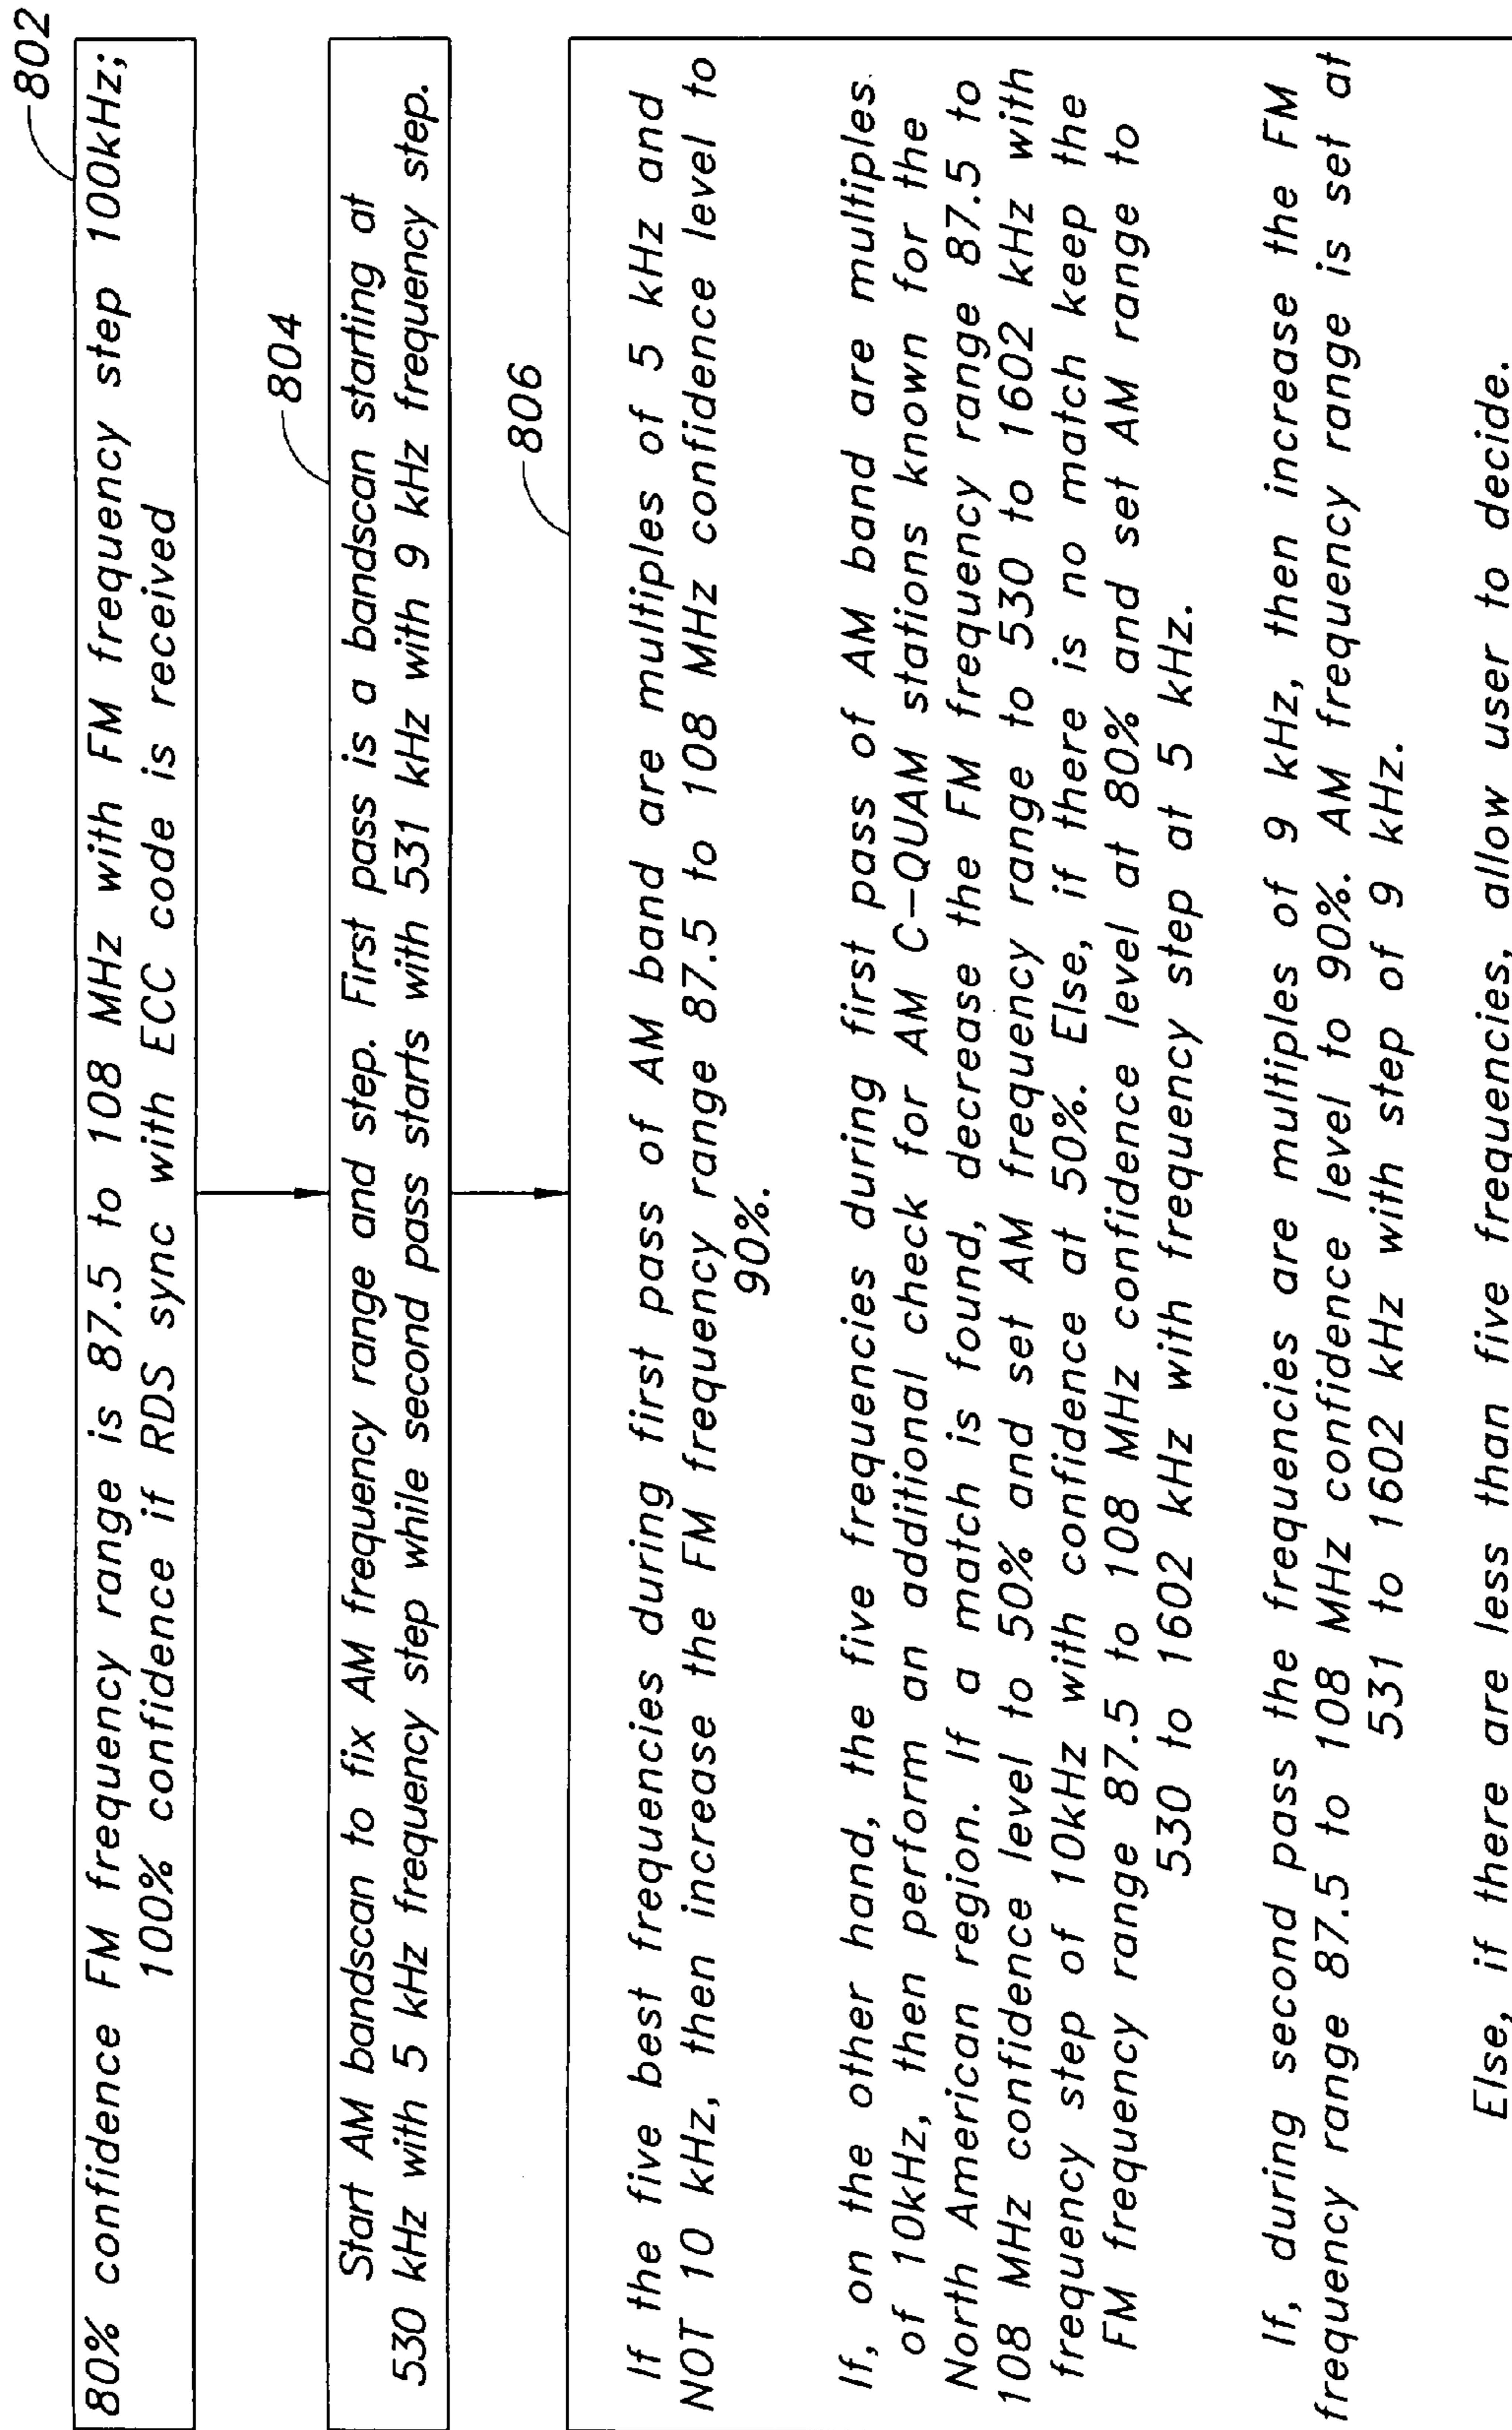 802
80% confidence FM frequency range is 87.5 to 108 MHz with FM frequency step 100kHz;
100% confidence if RDS sync with ECC code is received
804
Start AM bandscan to fix AM frequency range and step. First pass is a bandscan starting at
530 kHz with 5 kHz frequency step while second pass starts with 531 kHz with 9 kHz frequency step.
806
If the five best frequencies during first pass of AM band are multiples of 5 kHz and
NOT 10 kHz, then increase the FM frequency range 87.5 to 108 MHz confidence level to
90%.
If, on the other hand, the five frequencies during first pass of AM band are multiples
of 10kHz, then perform an additional check for AM C-QUAM stations known for the
North American region. If a match is found, decrease the FM frequency range 87.5 to
108 MHz confidence level to 50% and set AM frequency range to 530 to 1602 kHz with
frequency step of 10kHz with confidence at 50%. Else, if there is no match keep the
FM frequency range 87.5 to 108 MHz confidence level at 80% and set AM range to
530 to 1602 kHz with frequency step at 5 kHz.
If, during second pass the frequencies are multiples of 9 kHz, then increase the FM
frequency range 87.5 to 108 MHz confidence level to 90%. AM frequency range is set at
531 to 1602 kHz with step of 9 kHz.
Else, if there are less than five frequencies, allow user to decide.